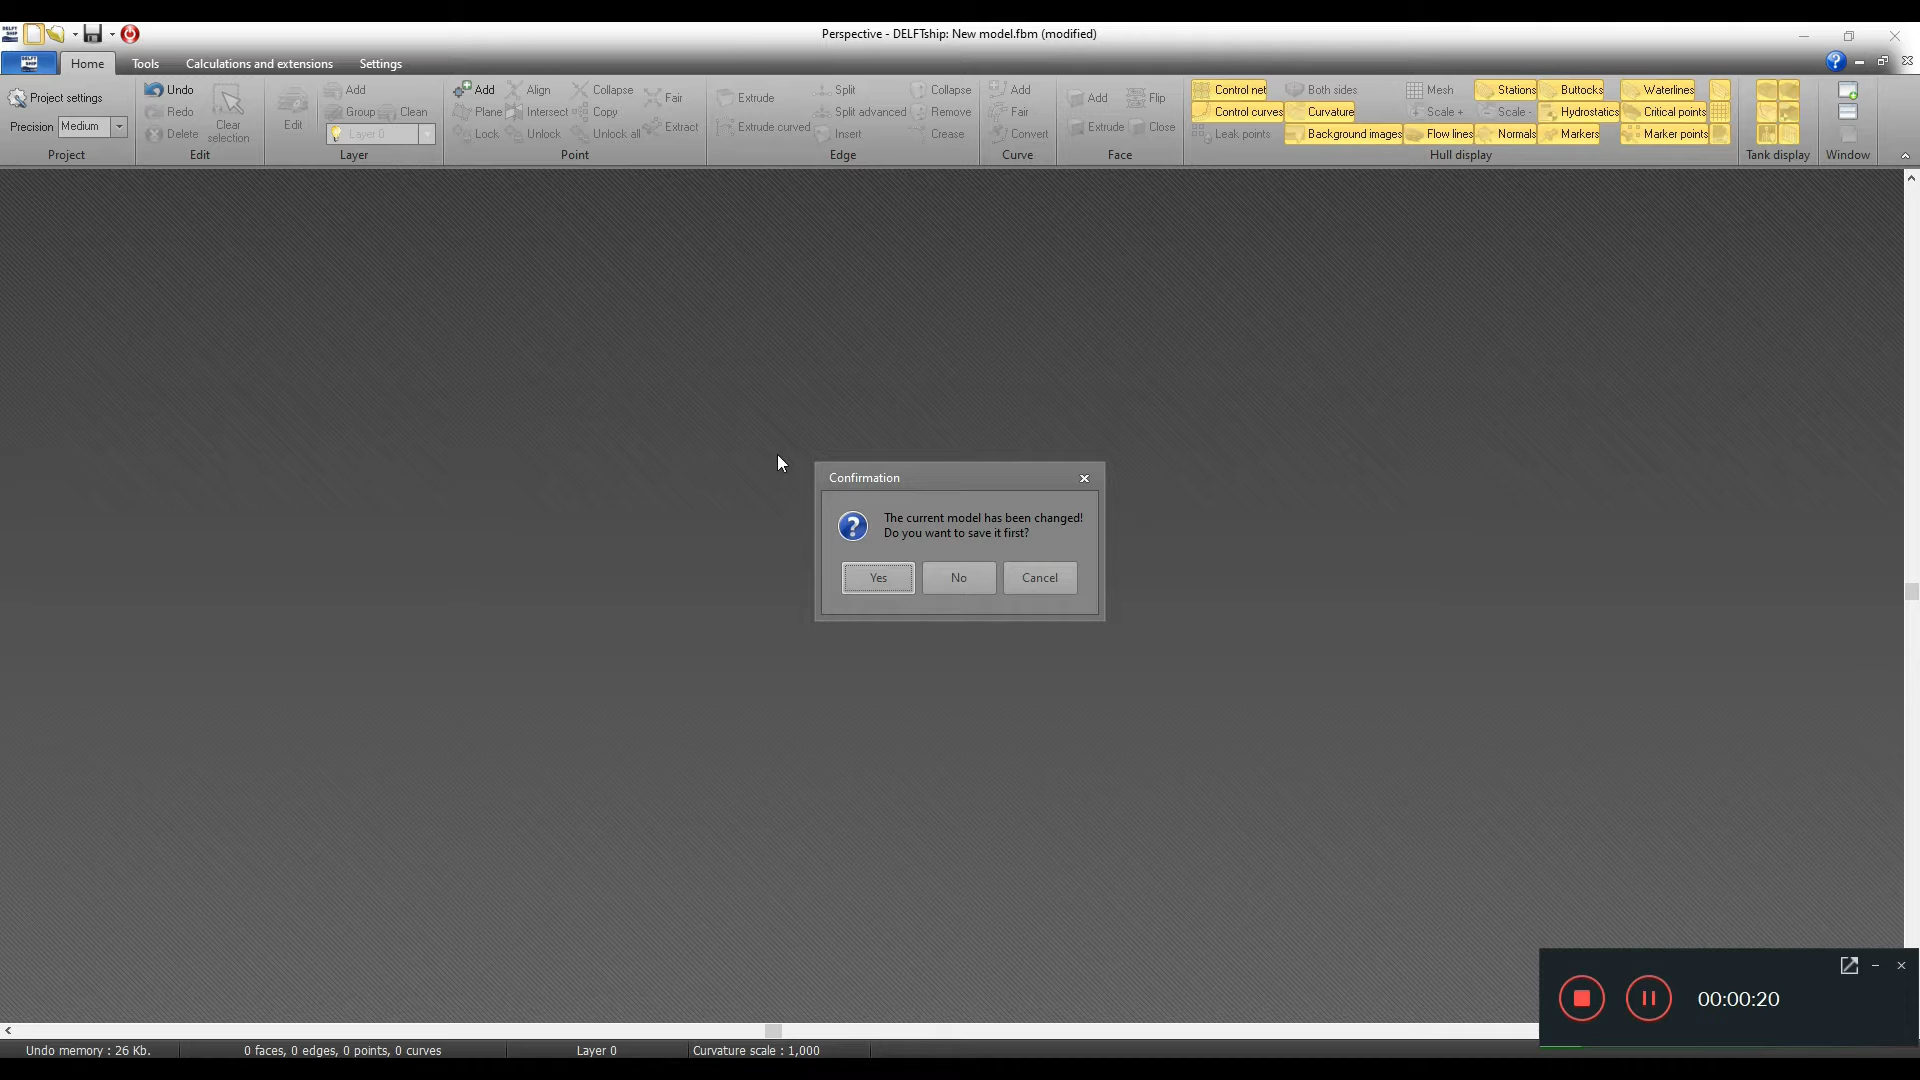 Perspective - DELFTship: New model.fbm (modified)
Home Tools Calculations and extensions Settings
Project settings
Precision Medium
Project
Undo
Redo
Delete
Clear
selection
Edit
Edit
Add
Group Clean
Layer 0
Layer
Add Align Collapse Fair
Plane Intersect Copy
Lock Unlock Unlock all Extract
Point
Extrude Split Collapse
Split advanced Remove
Extrude curved Insert Crease
Edge
Add
Fair
Convert
Curve
Add Flip
Extrude Close
Face
Control net Both sides Mesh Stations Buttocks Waterlines
Control curves Curvature Scale + Scale - Hydrostatics Critical points
Leak points Background images Flow lines Normals Markers Marker points
Hull display
Tank display
Window
Confirmation
The current model has been changed!
Do you want to save it first?
Yes No Cancel
00:00:20
Undo memory : 26 Kb. 0 faces, 0 edges, 0 points, 0 curves Layer 0 Curvature scale : 1,000